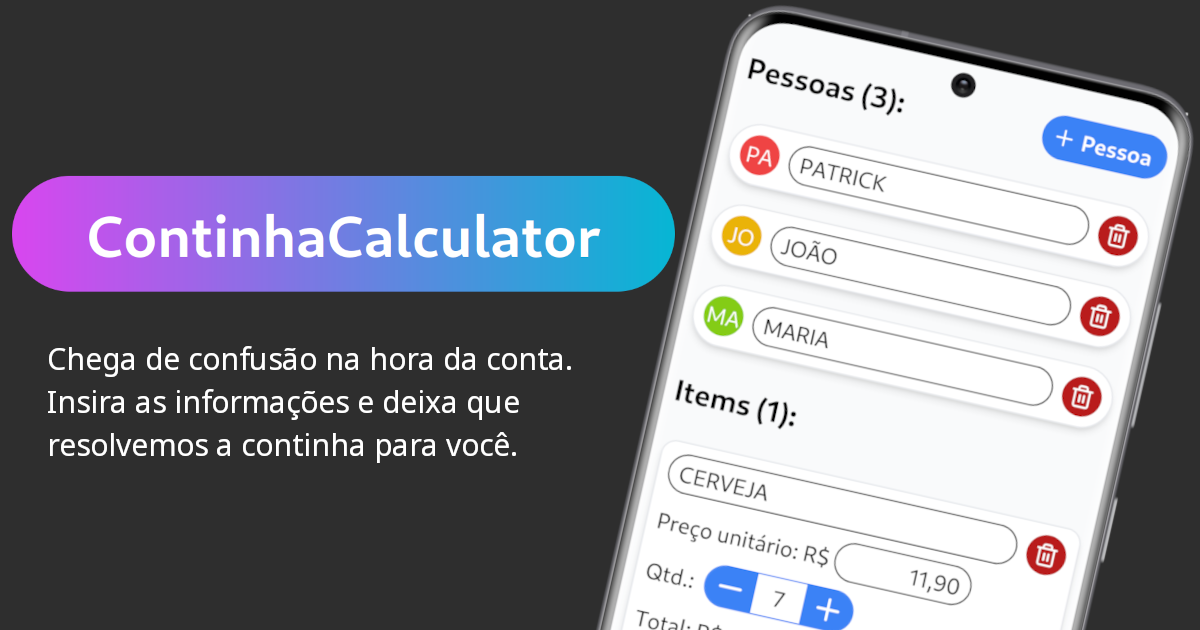 ContinhaCalculator
Chega de confusão na hora da conta.
Insira as informações e deixa que
resolvemos a continha para você.
Pessoas (3):
+ Pessoa
PA PATRICK
JO JOÃO
MA MARIA
Items (1):
CERVEJA
Preço unitário: R$ 11,90
Qtd.: − 7 +
Total: R$